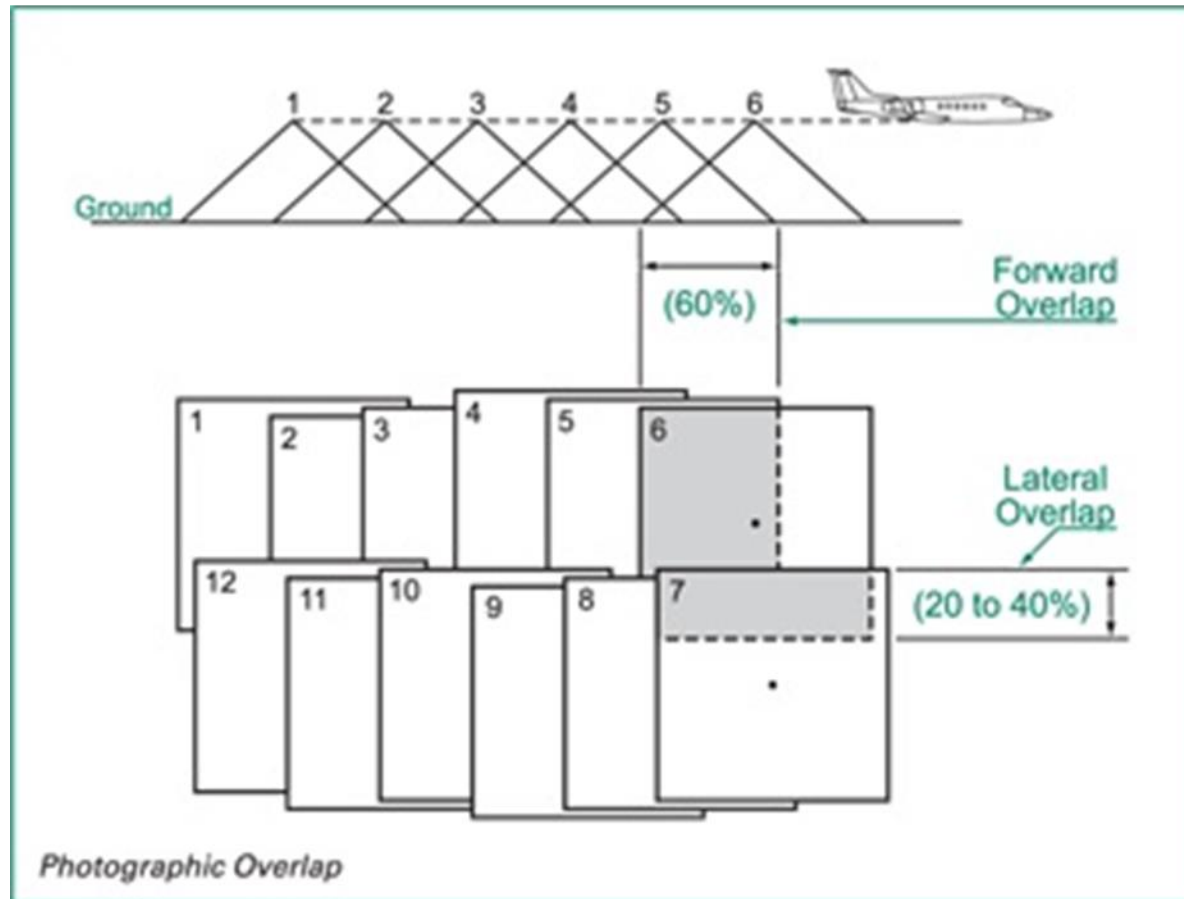 1 2 3 4 5 6
Ground
Forward
Overlap
(60%)
1 2 3 4 5 6
Lateral
Overlap
12 11 10 9 8 7
(20 to 40%)
Photographic Overlap